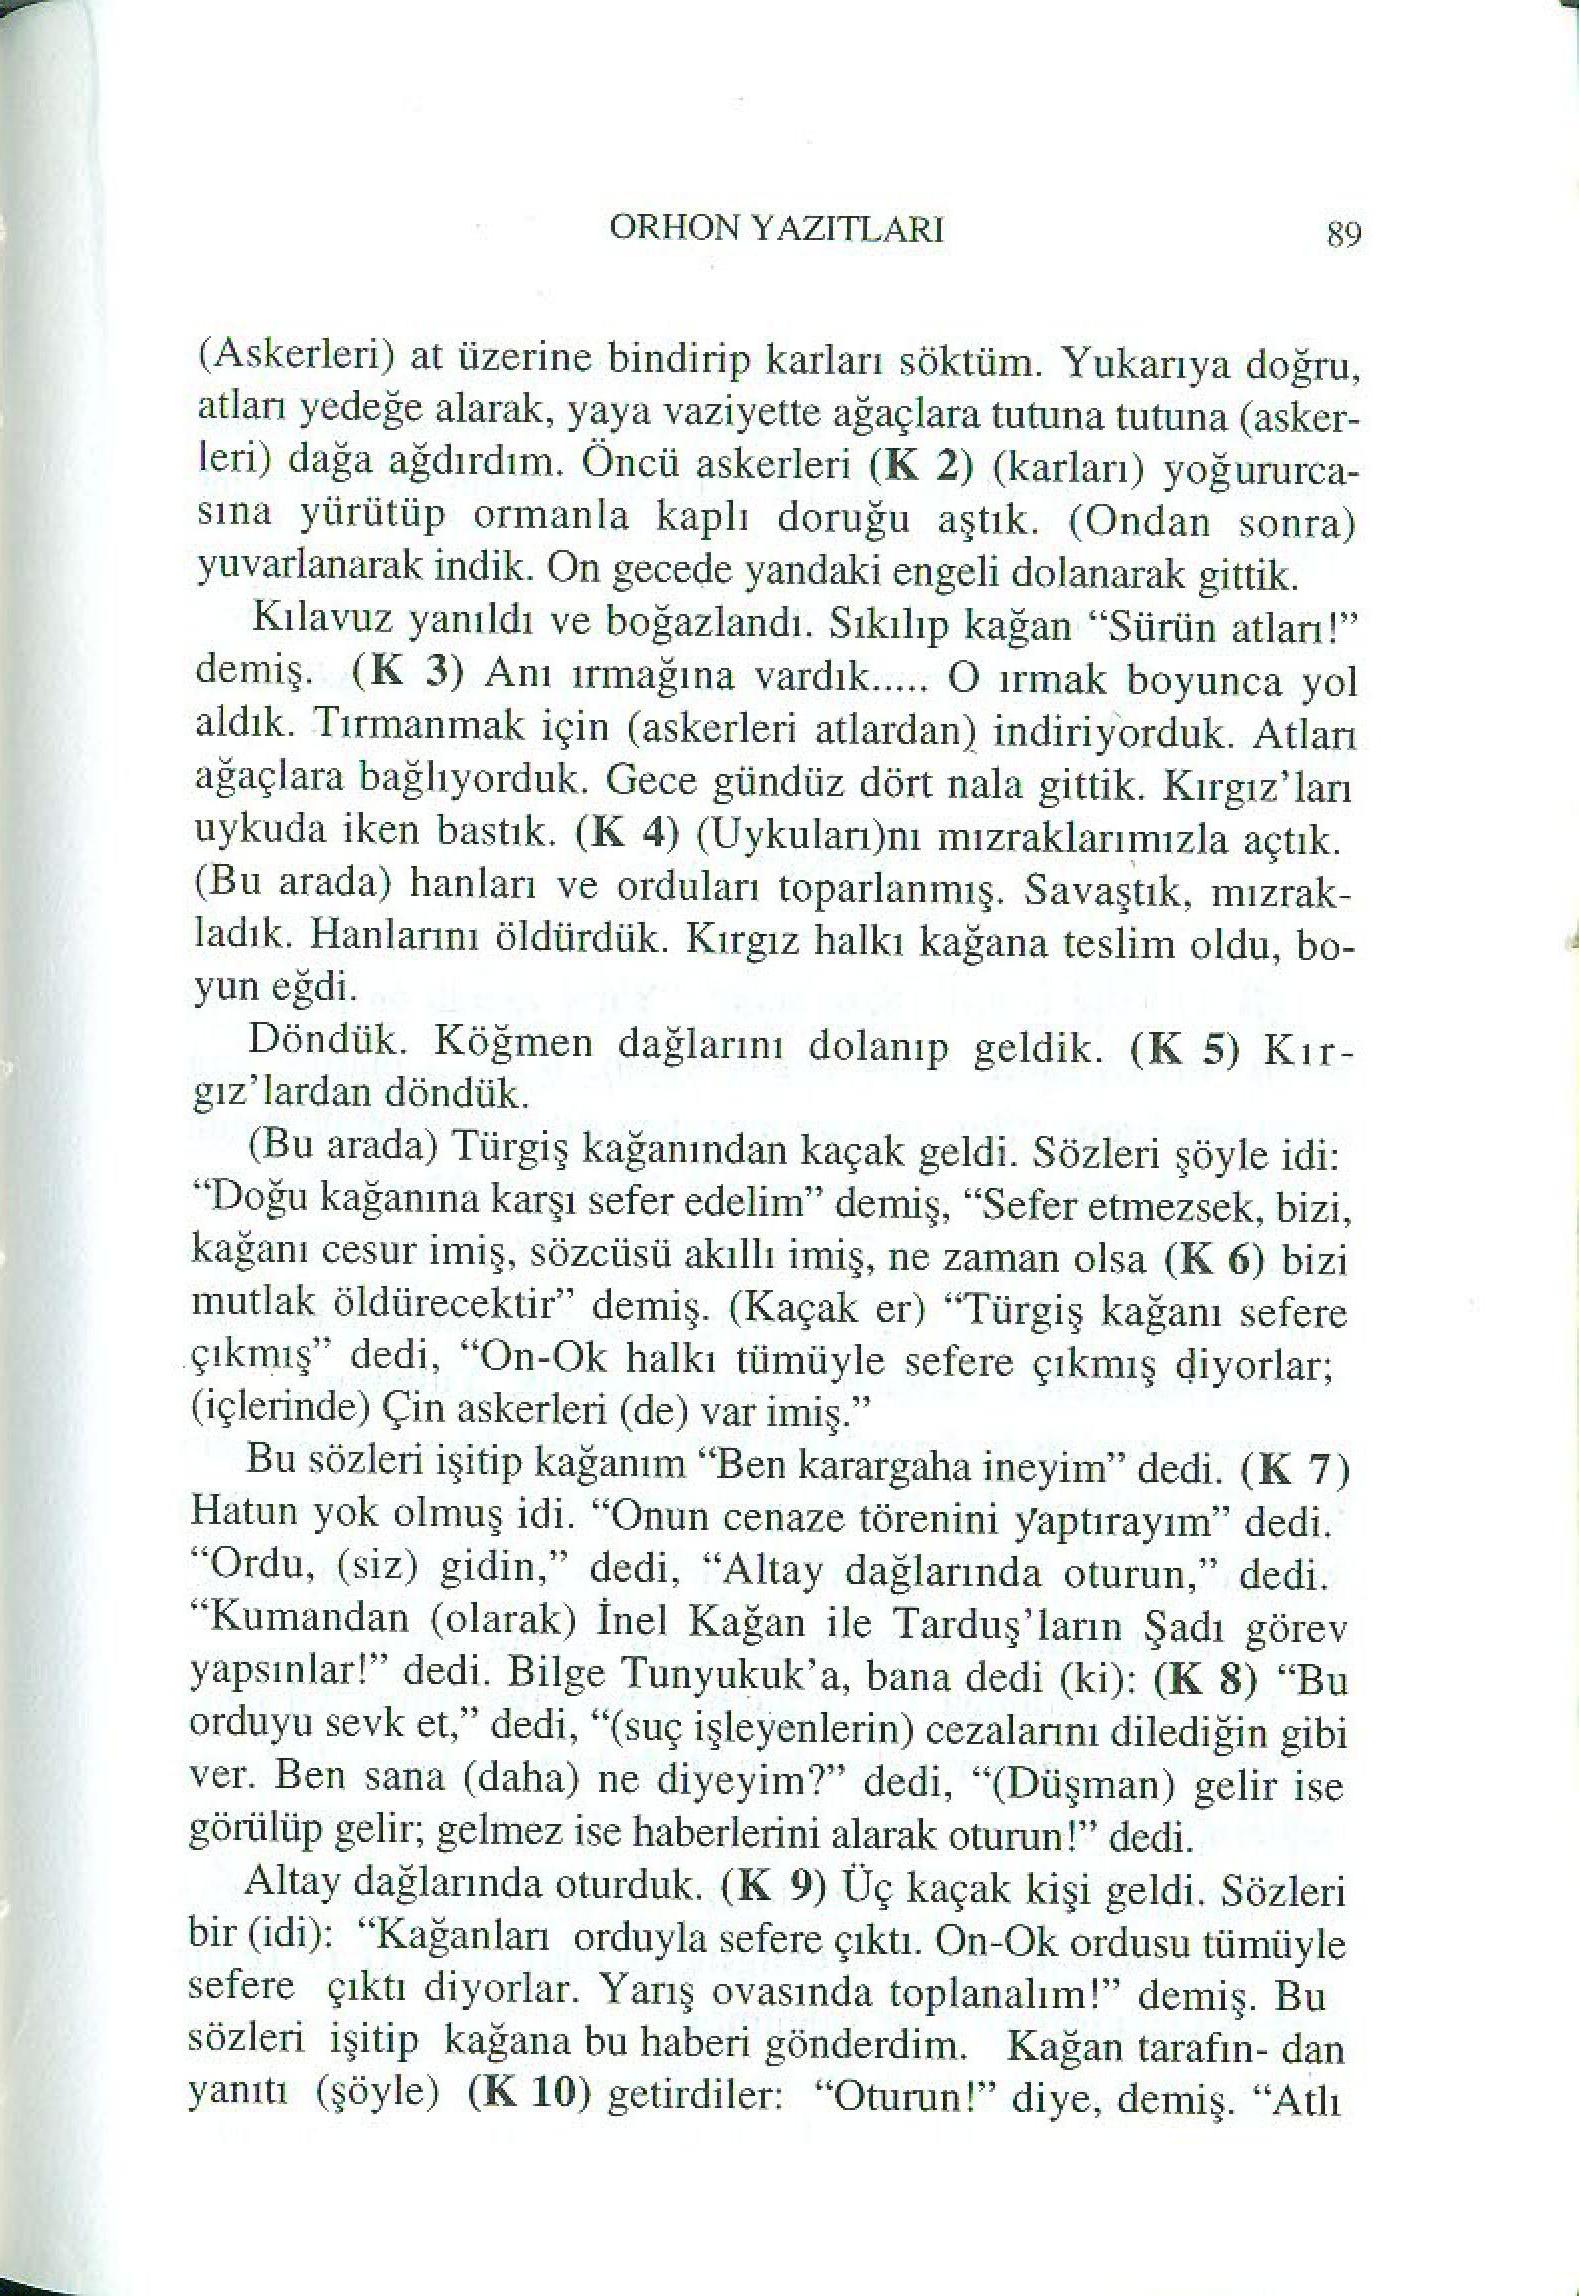 ORHON YAZITLARI 89
(Askerleri) at üzerine bindirip karları söktüm. Yukarıya doğru,
atları yedeğe alarak, yaya vaziyette ağaçlara tutuna tutuna (asker-
leri) dağa ağdırdım. Öncü askerleri (K 2) (karları) yoğururca-
sına yürütüp ormanla kaplı doruğu aştık. (Ondan sonra)
yuvarlanarak indik. On gecede yandaki engeli dolanarak gittik.
Kılavuz yanıldı ve boğazlandı. Sıkılıp kağan “Sürün atları!”
demiş. (K 3) Anı ırmağına vardık..... O ırmak boyunca yol
aldık. Tırmanmak için (askerleri atlardan) indiriyorduk. Atları
ağaçlara bağlıyorduk. Gece gündüz dört nala gittik. Kırgız’ları
uykuda iken bastık. (K 4) (Uykuları)nı mızraklarımızla açtık.
(Bu arada) hanları ve orduları toparlanmış. Savaştık, mızrak-
ladık. Hanlarını öldürdük. Kırgız halkı kağana teslim oldu, bo-
yun eğdi.
Döndük. Köğmen dağlarını dolanıp geldik. (K 5) Kır-
gız’lardan döndük.
(Bu arada) Türgiş kağanından kaçak geldi. Sözleri şöyle idi:
“Doğu kağanına karşı sefer edelim” demiş, “Sefer etmezsek, bizi,
kağanı cesur imiş, sözcüsü akıllı imiş, ne zaman olsa (K 6) bizi
mutlak öldürecektir” demiş. (Kaçak er) “Türgiş kağanı sefere
çıkmış” dedi, “On-Ok halkı tümüyle sefere çıkmış diyorlar;
(içlerinde) Çin askerleri (de) var imiş.”
Bu sözleri işitip kağanım “Ben karargaha ineyim” dedi. (K 7)
Hatun yok olmuş idi. “Onun cenaze törenini yaptırayım” dedi.
“Ordu, (siz) gidin,” dedi, “Altay dağlarında oturun,” dedi.
“Kumandan (olarak) İnel Kağan ile Tarduş’ların Şadı görev
yapsınlar!” dedi. Bilge Tunyukuk’a, bana dedi (ki): (K 8) “Bu
orduyu sevk et,” dedi, “(suç işleyenlerin) cezalarını dilediğin gibi
ver. Ben sana (daha) ne diyeyim?” dedi, “(Düşman) gelir ise
görülüp gelir; gelmez ise haberlerini alarak oturun!” dedi.
Altay dağlarında oturduk. (K 9) Üç kaçak kişi geldi. Sözleri
bir (idi): “Kağanları orduyla sefere çıktı. On-Ok ordusu tümüyle
sefere çıktı diyorlar. Yarış ovasında toplanalım!” demiş. Bu
sözleri işitip kağana bu haberi gönderdim. Kağan tarafın- dan
yanıtı (şöyle) (K 10) getirdiler: “Oturun!” diye, demiş. “Atlı